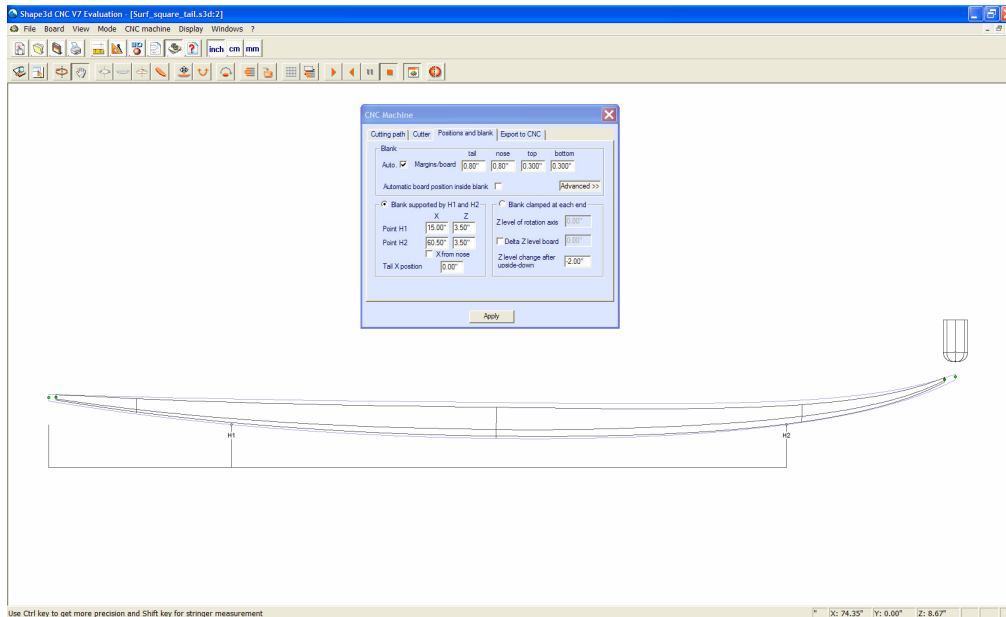 Shape3d CNC V7 Evaluation - [Surf_square_tail.s3d:2]
File Board View Mode CNC machine Display Windows ?
inch cm mm
CNC Machine
Cutting path Cutter Positions and blank Export to CNC
Blank
tail nose top bottom
Auto. Margins/board 0.80" 0.80" 0.300" 0.300"
Automatic board position inside blank Advanced >>
Blank supported by H1 and H2 Blank clamped at each end
X Z
Z level of rotation axis 0.00"
Point H1 15.00" 3.50"
Point H2 60.50" 3.50"
Delta Z level board 0.00"
X from nose
Z level change after upside-down -2.00"
Tail X position 0.00"
Apply
H1 H2
Use Ctrl key to get more precision and Shift key for stringer measurement " X: 74.35" Y: 0.00" Z: 8.67"